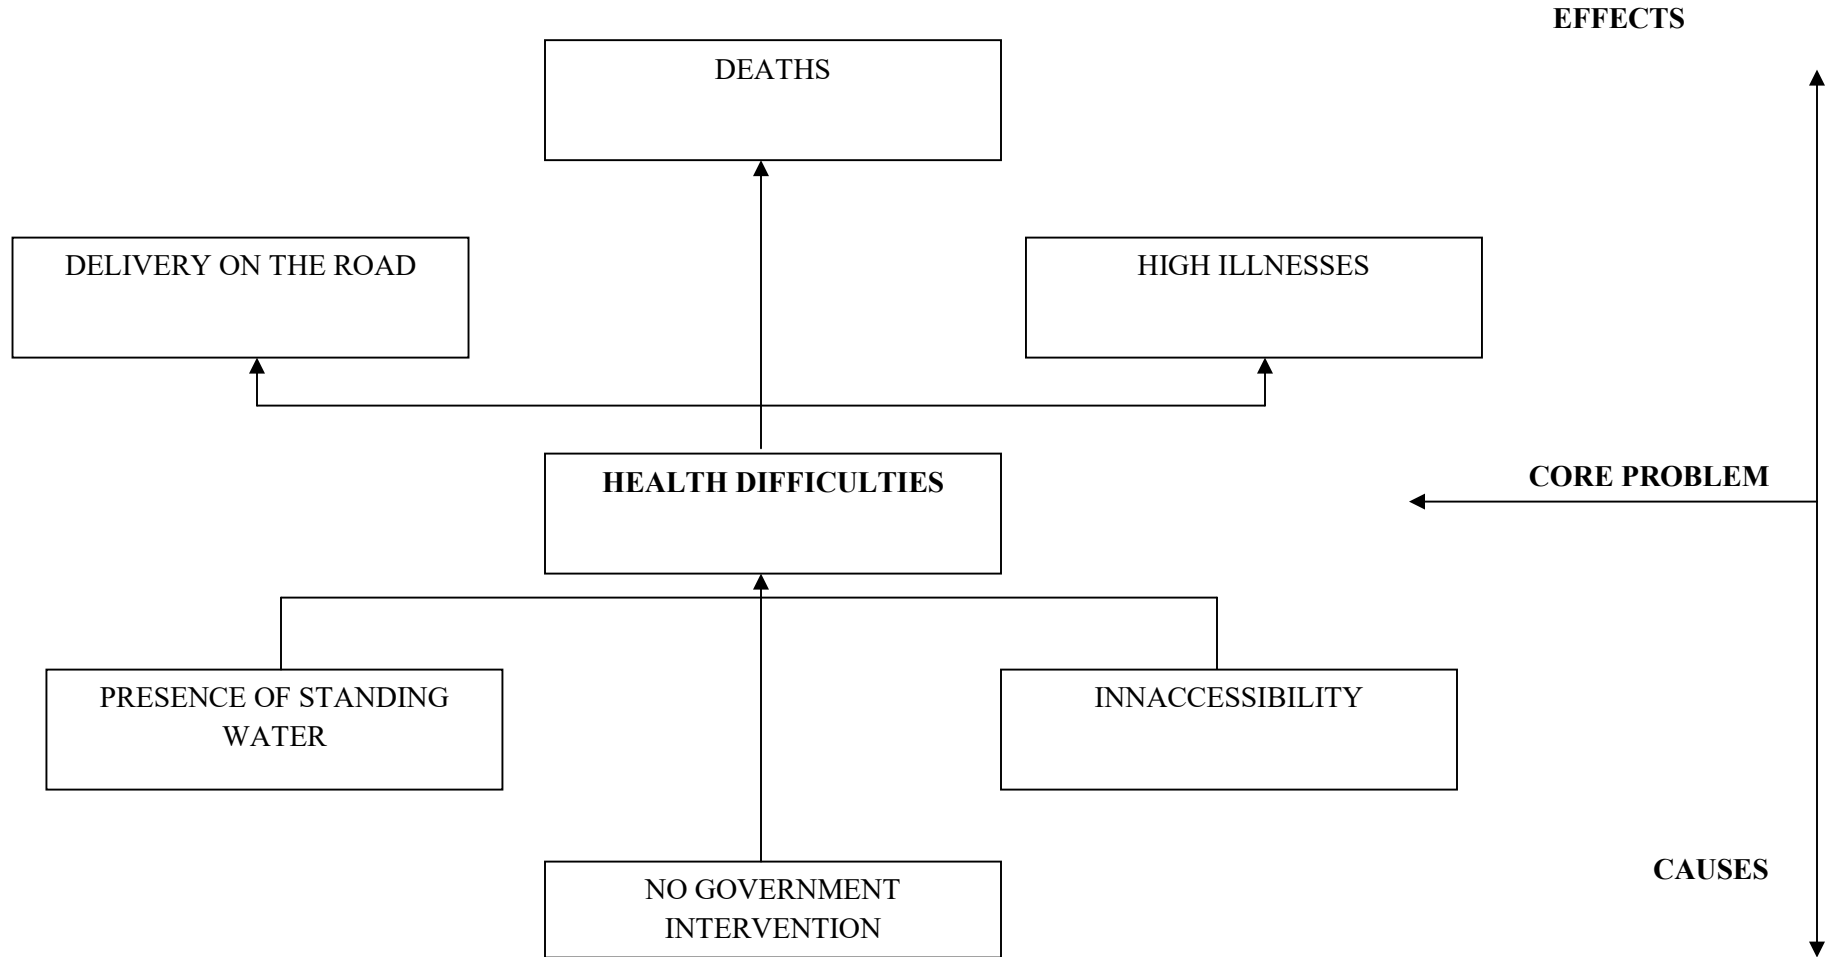 EFFECTS
DEATHS
DELIVERY ON THE ROAD
HIGH ILLNESSES
HEALTH DIFFICULTIES
CORE PROBLEM
PRESENCE OF STANDING
WATER
INNACCESSIBILITY
NO GOVERNMENT
INTERVENTION
CAUSES